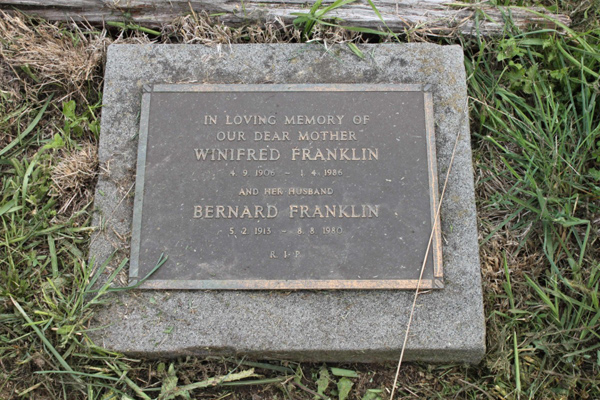 IN LOVING MEMORY OF
OUR DEAR MOTHER
WINIFRED FRANKLIN
4. 9. 1906 - 1. 4. 1986
AND HER HUSBAND
BERNARD FRANKLIN
5. 2. 1913 - 8. 8. 1980
R. I. P.